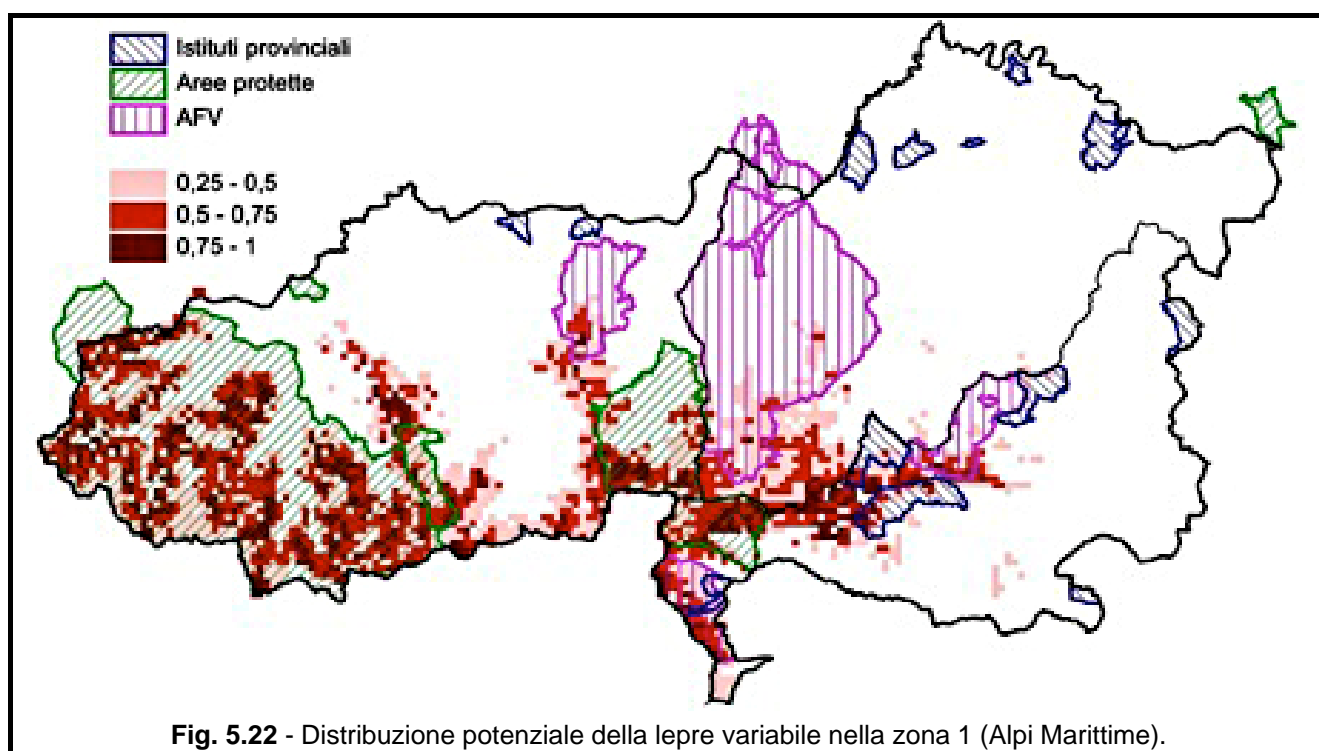 Istituti provinciali
Aree protette
AFV
0,25 - 0,5
0,5 - 0,75
0,75 - 1
Fig. 5.22 - Distribuzione potenziale della lepre variabile nella zona 1 (Alpi Marittime).